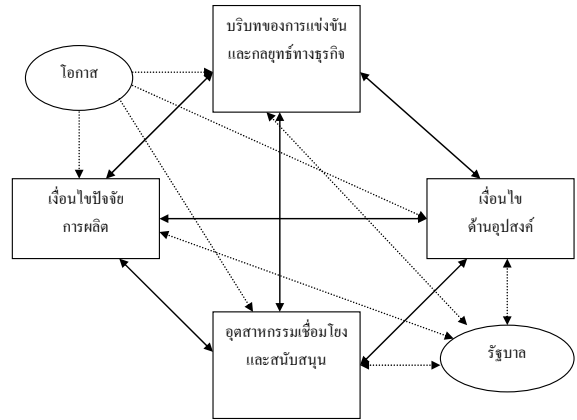 บริบทของการแข่งขัน
และกลยุทธ์ทางธุรกิจ
โอกาส
เงื่อนไขปัจจัย
การผลิต
เงื่อนไข
ด้านอุปสงค์
อุตสาหกรรมเชื่อมโยง
และสนับสนุน
รัฐบาล